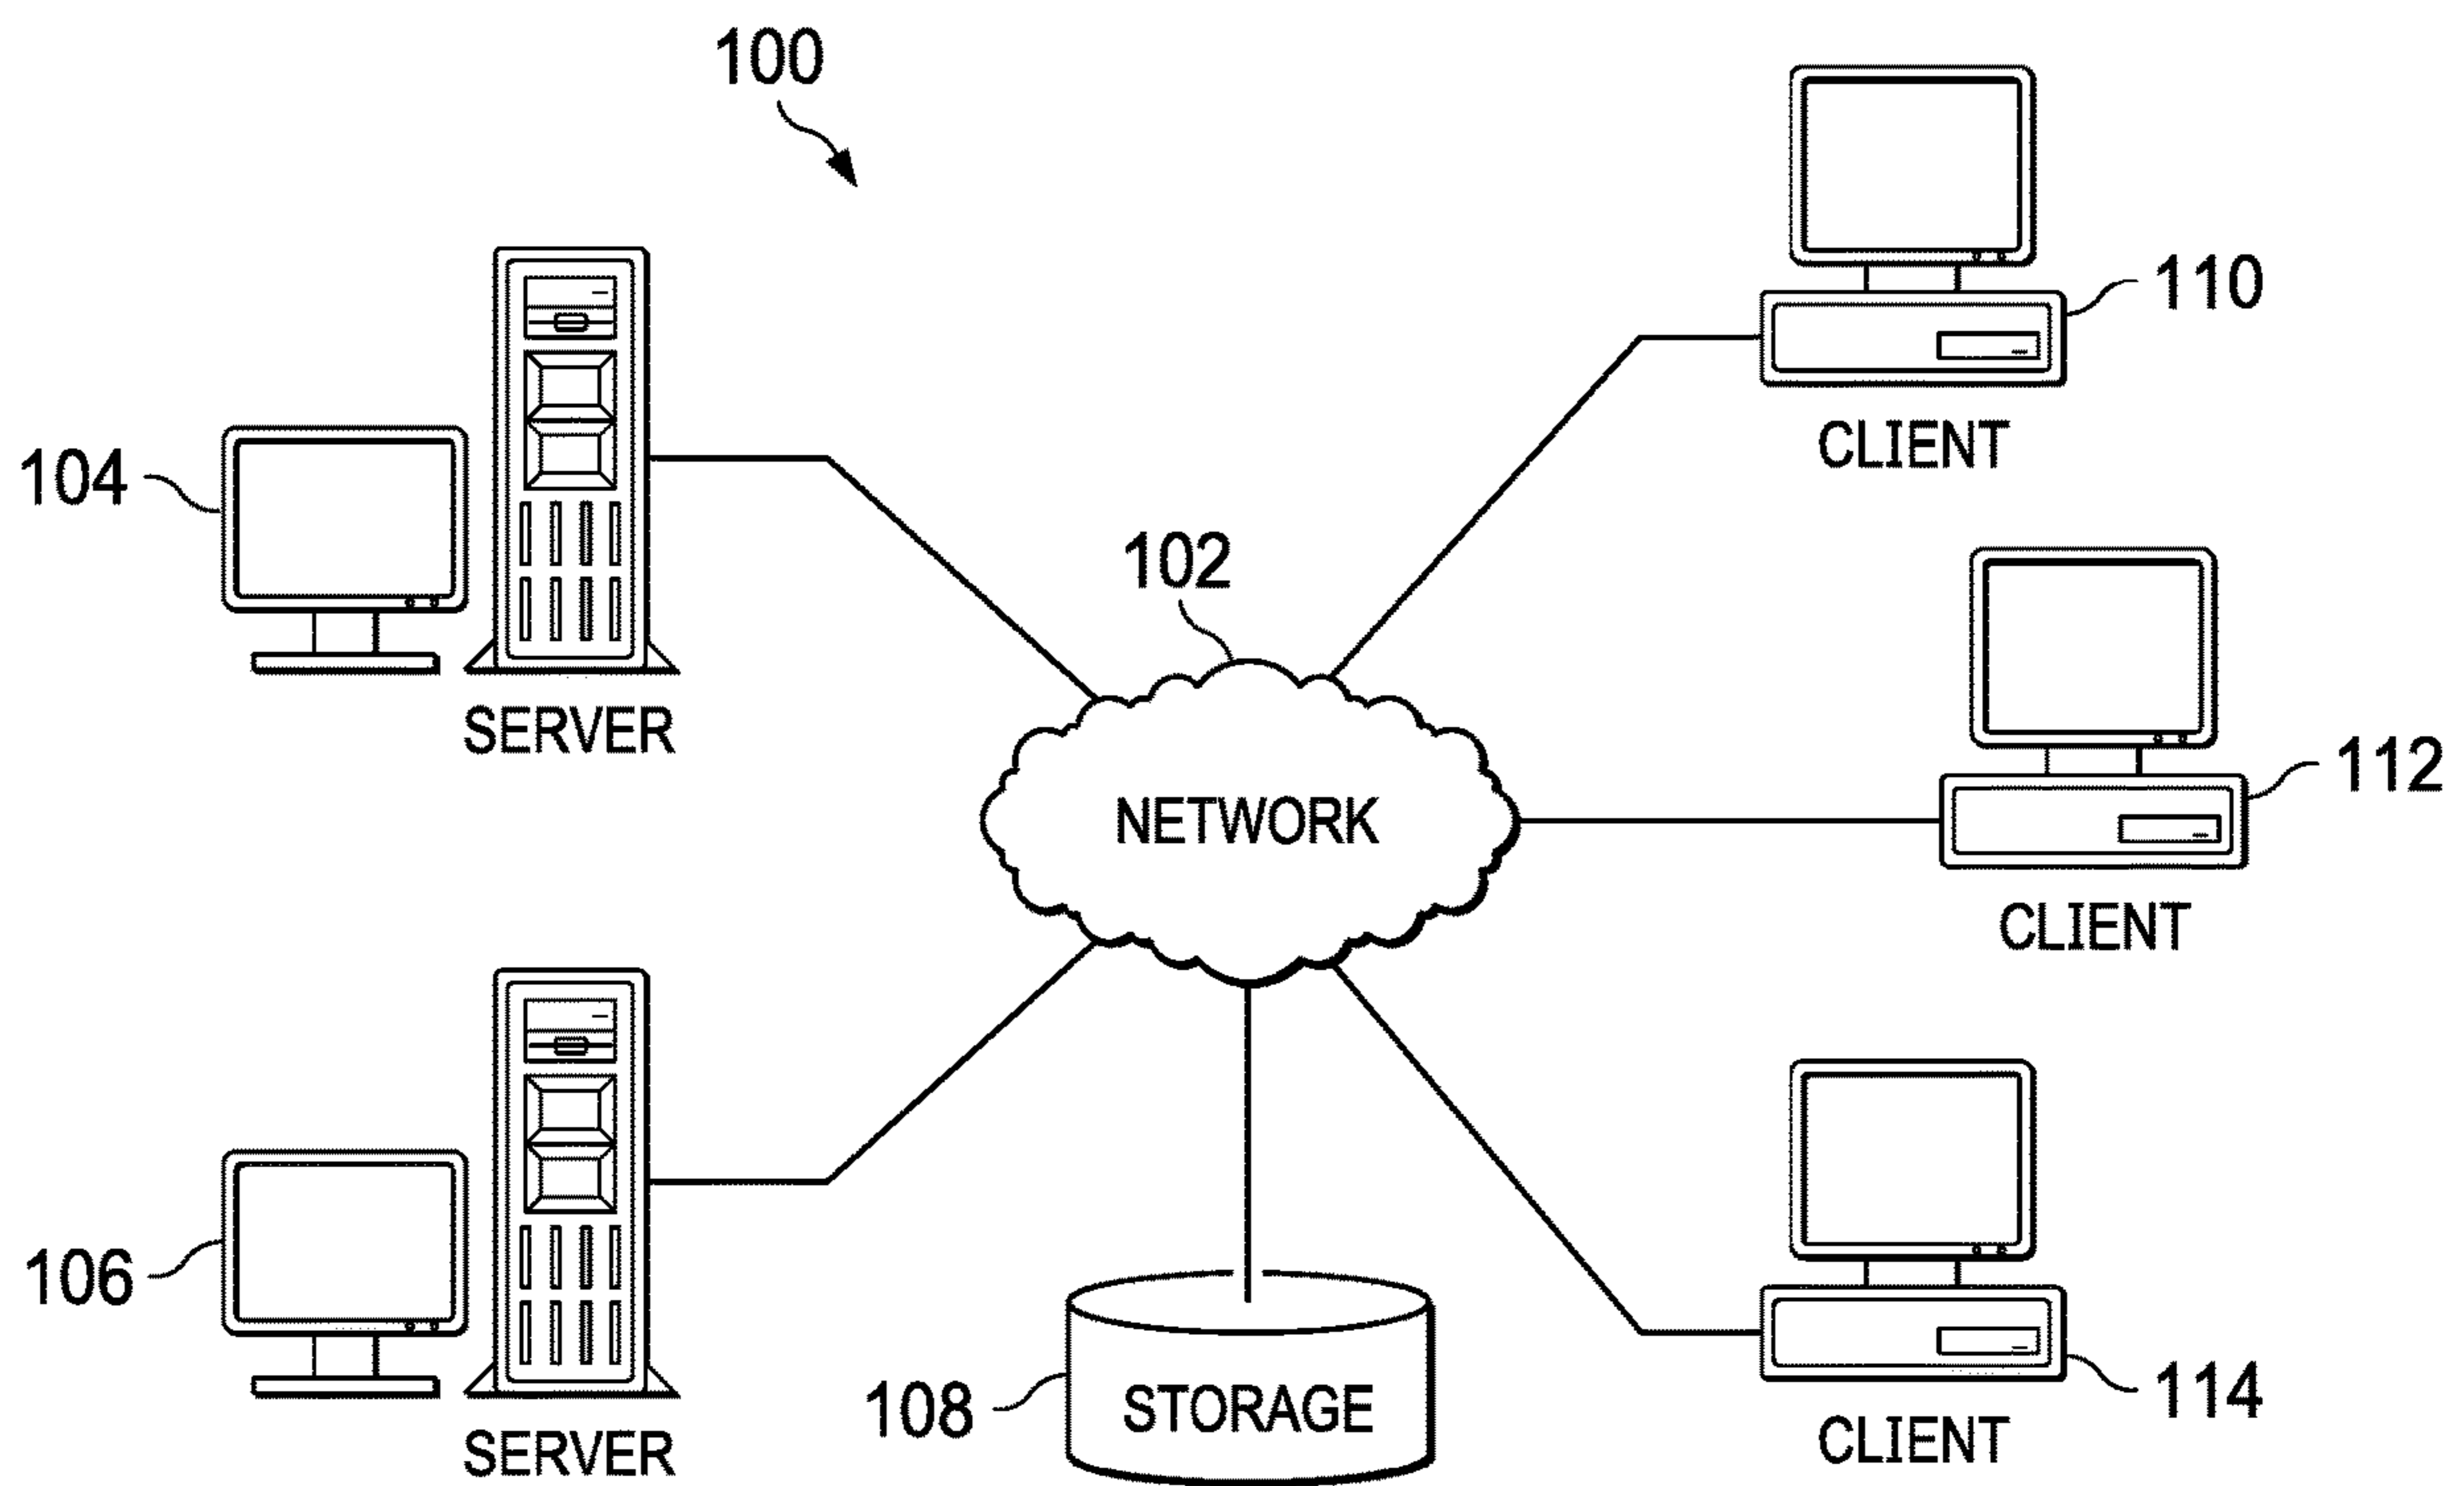 100
110
CLIENT
104
SERVER
102
NETWORK
112
CLIENT
106
SERVER
108
STORAGE
114
CLIENT